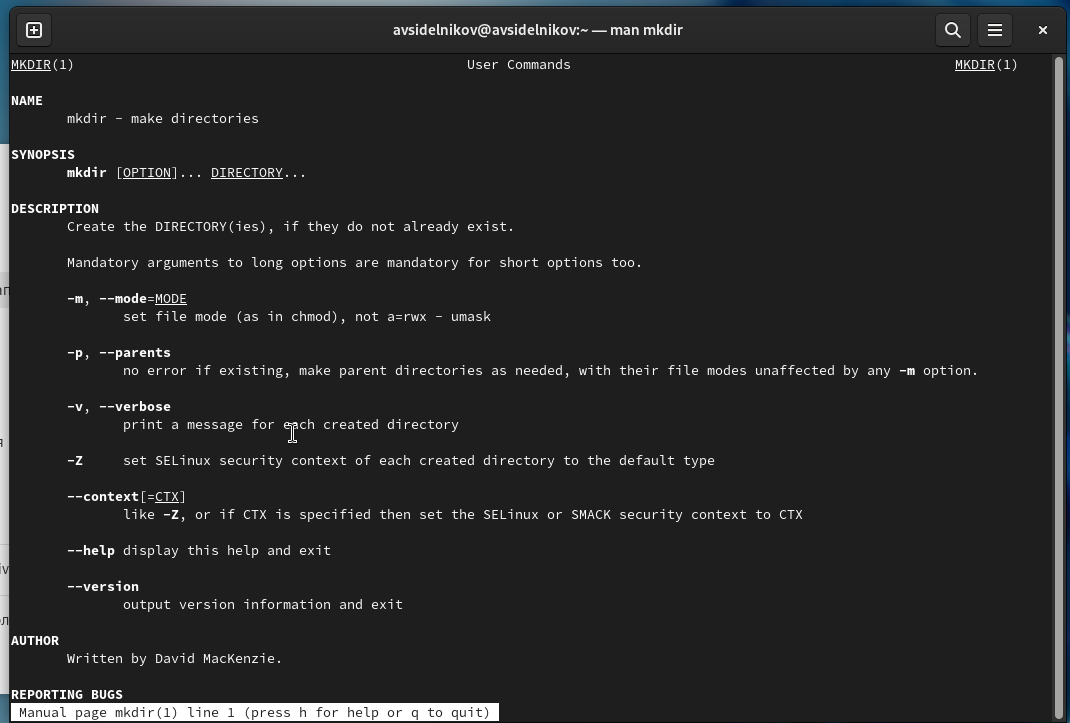 avsidelnikov@avsidelnikov:~ — man mkdir
MKDIR(1) User Commands MKDIR(1)
NAME
mkdir - make directories
SYNOPSIS
mkdir [OPTION]... DIRECTORY...
DESCRIPTION
Create the DIRECTORY(ies), if they do not already exist.
Mandatory arguments to long options are mandatory for short options too.
-m, --mode=MODE
set file mode (as in chmod), not a=rwx - umask
-p, --parents
no error if existing, make parent directories as needed, with their file modes unaffected by any -m option.
-v, --verbose
print a message for each created directory
-Z set SELinux security context of each created directory to the default type
--context[=CTX]
like -Z, or if CTX is specified then set the SELinux or SMACK security context to CTX
--help display this help and exit
--version
output version information and exit
AUTHOR
Written by David MacKenzie.
REPORTING BUGS
Manual page mkdir(1) line 1 (press h for help or q to quit)